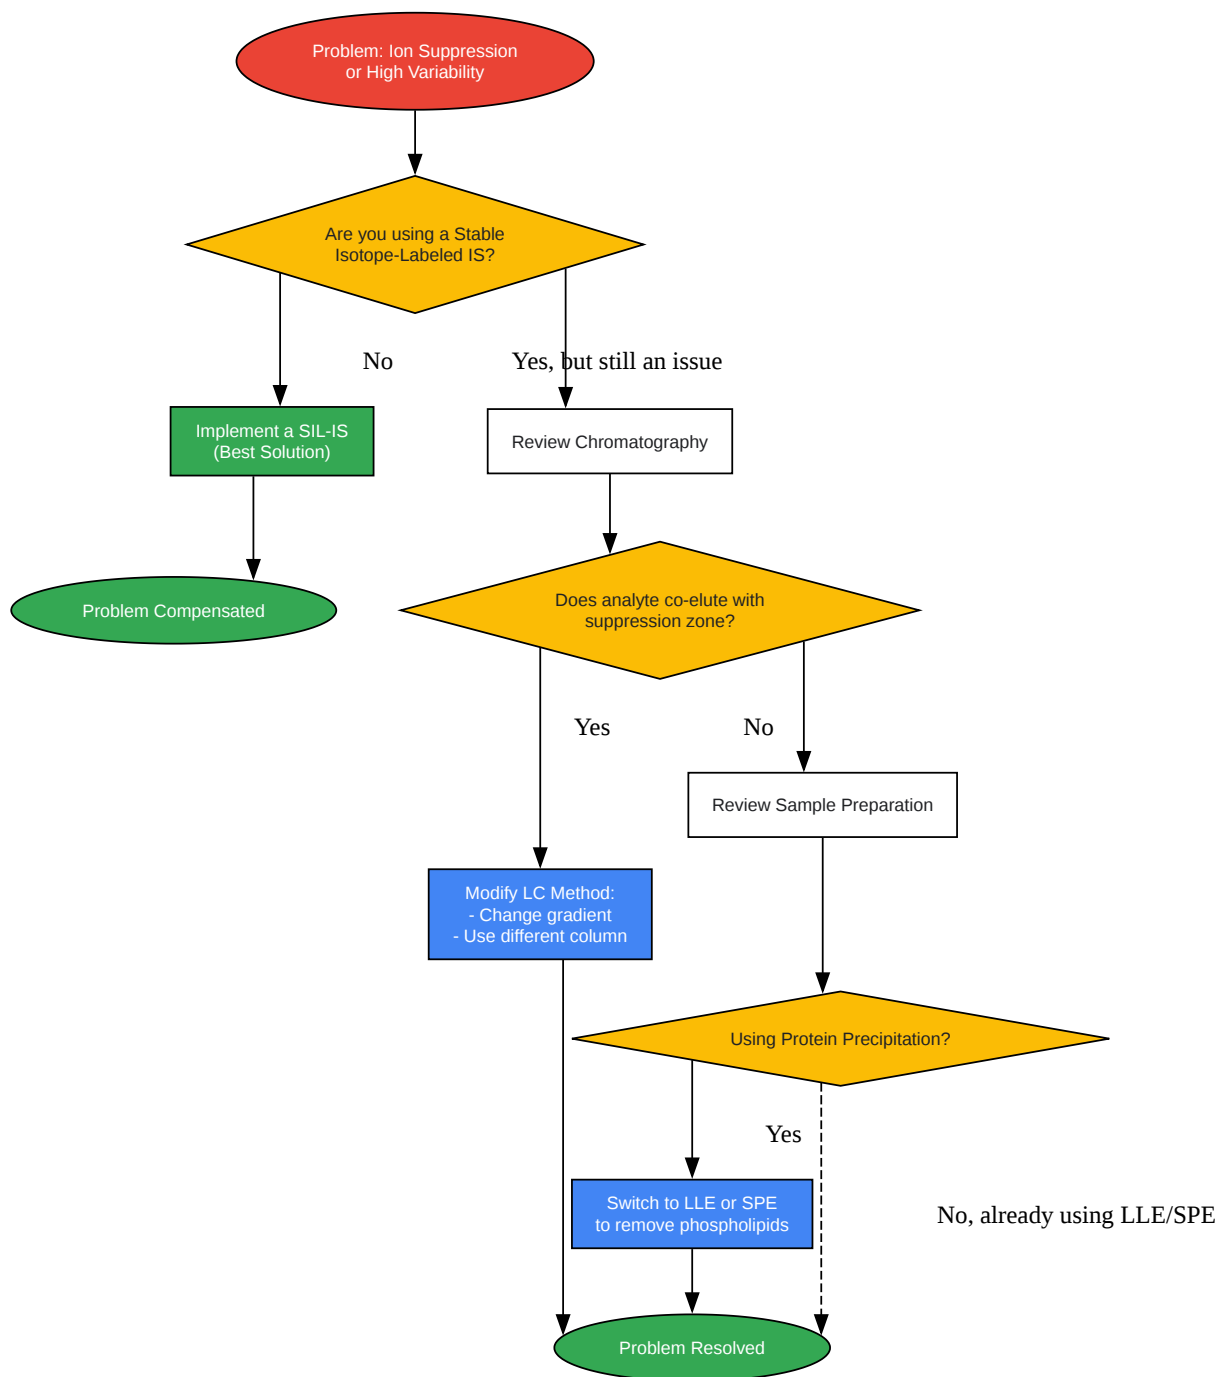 Problem: Ion Suppression
or High Variability
Are you using a Stable
Isotope-Labeled IS?
No
Yes, but still an issue
Implement a SIL-IS
(Best Solution)
Review Chromatography
Problem Compensated
Does analyte co-elute with
suppression zone?
Yes
No
Review Sample Preparation
Modify LC Method:
- Change gradient
- Use different column
Using Protein Precipitation?
Yes
Switch to LLE or SPE
to remove phospholipids
No, already using LLE/SPE
Problem Resolved